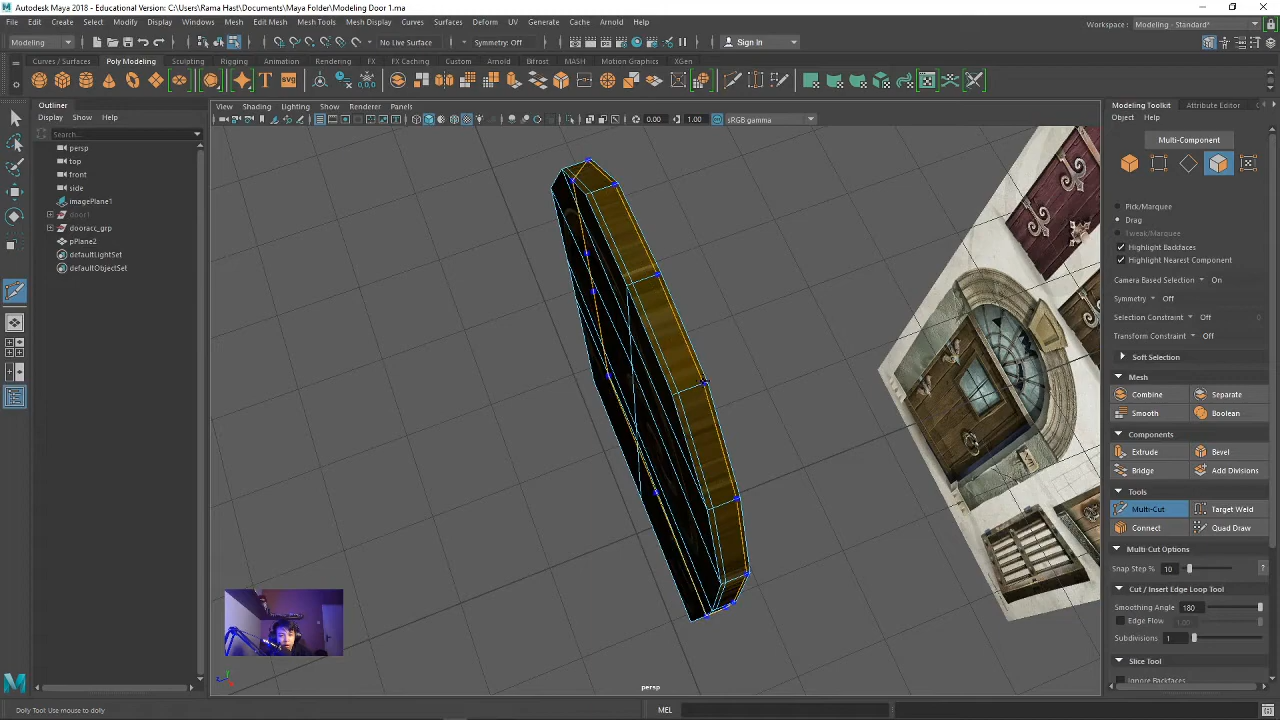 Autodesk Maya 2018 - Educational Version: C:\Users\Rama Hast\Documents\Maya Folder\Modeling Door 1.ma
File Edit Create Select Modify Display Windows Mesh Edit Mesh Mesh Tools Mesh Display Curves Surfaces Deform UV Generate Cache Arnold Help
Workspace: Modeling - Standard*
Modeling No Live Surface Symmetry: Off Sign In
Curves / Surfaces Poly Modeling Sculpting Rigging Animation Rendering FX FX Caching Custom Arnold Bifrost MASH Motion Graphics XGen
Outliner
Display Show Help
Search...
persp
top
front
side
imagePlane1
door1
dooracc_grp
pPlane2
defaultLightSet
defaultObjectSet
View Shading Lighting Show Renderer Panels
0.00 1.00 sRGB gamma
persp
Modeling Toolkit Attribute Editor
Object Help
Multi-Component
Pick/Marquee
Drag
Tweak/Marquee
Highlight Backfaces
Highlight Nearest Component
Camera Based Selection On
Symmetry Off
Selection Constraint Off 0
Transform Constraint Off
Soft Selection
Mesh
Combine Separate
Smooth Boolean
Components
Extrude Bevel
Bridge Add Divisions
Tools
Multi-Cut Target Weld
Connect Quad Draw
Multi Cut Options
Snap Step % 10 ?
Cut / Insert Edge Loop Tool
Smoothing Angle 180
Edge Flow 1.00
Subdivisions 1
Slice Tool
Ignore Backfaces
Dolly Tool: Use mouse to dolly
MEL